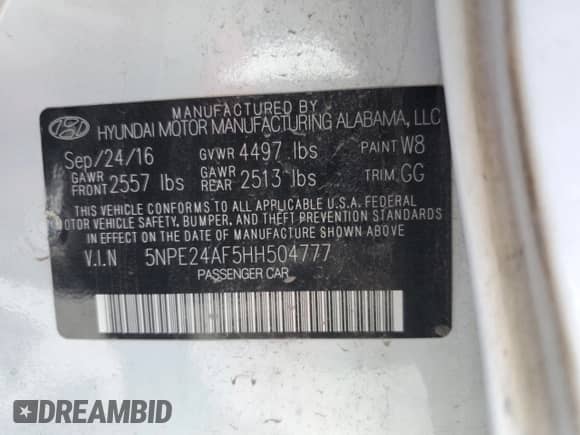 MANUFACTURED BY
HYUNDAI MOTOR MANUFACTURING ALABAMA, LLC
Sep/24/16 GVWR 4497 lbs PAINT W8
GAWR FRONT 2557 lbs GAWR REAR 2513 lbs TRIM GG
THIS VEHICLE CONFORMS TO ALL APPLICABLE U.S.A. FEDERAL
MOTOR VEHICLE SAFETY, BUMPER, AND THEFT PREVENTION STANDARDS
IN EFFECT ON THE DATE OF MANUFACTURE SHOWN ABOVE
V.I.N 5NPE24AF5HH504777
PASSENGER CAR
DREAMBID